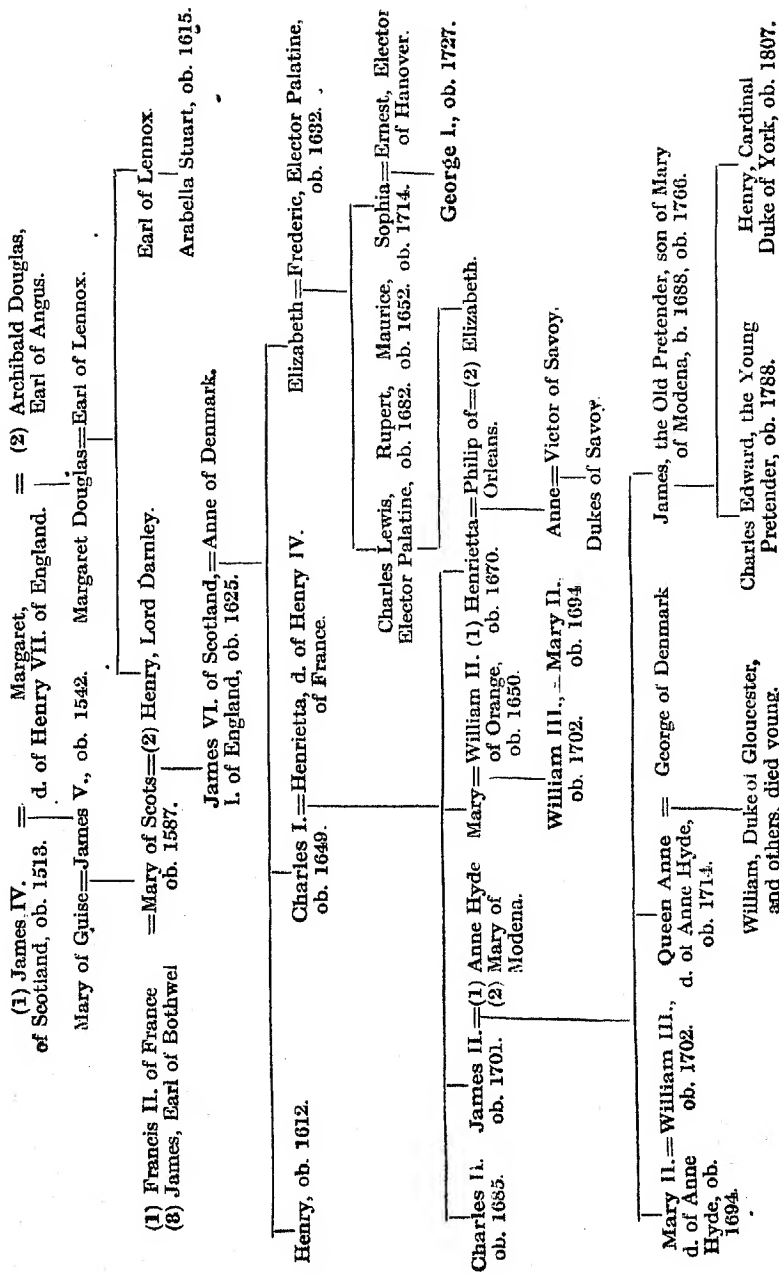 (1) James IV. = Margaret, = (2) Archibald Douglas,
of Scotland, ob. 1513. d. of Henry VII. of England. Earl of Angus.
Mary of Guise=James V., ob. 1542. Margaret Douglas=Earl of Lennox.
(1) Francis II. of France =Mary of Scots=(2) Henry, Lord Darnley. Earl of Lennox.
(3) James, Earl of Bothwel ob. 1587. Arabella Stuart, ob. 1615.
James VI. of Scotland,=Anne of Denmark.
I. of England, ob. 1625.
Henry, ob. 1612. Charles I.=Henrietta, d. of Henry IV. Elizabeth=Frederic, Elector Palatine,
ob. 1649. of France. ob. 1632.
Charles Lewis, Rupert, Maurice, Sophia=Ernest, Elector
Elector Palatine, ob. 1682. ob. 1652. ob. 1714. of Hanover.
George I., ob. 1727.
Charles II. James II.=(1) Anne Hyde Mary=William II. (1) Henrietta=Philip of=(2) Elizabeth.
ob. 1685. ob. 1701. (2) Mary of of Orange, ob. 1670. Orleans.
Modena. ob. 1650.
William III.,=Mary II., Anne=Victor of Savoy.
ob. 1702. ob. 1694 Dukes of Savoy.
Mary II.=William III., Queen Anne = George of Denmark James, the Old Pretender, son of Mary
d. of Anne ob. 1702. d. of Anne Hyde, of Modena, b. 1688, ob. 1766.
Hyde, ob. ob. 1714.
1694.
William, Duke of Gloucester, Charles Edward, the Young Henry, Cardinal
and others, died young. Pretender, ob. 1788. Duke of York, ob. 1807.